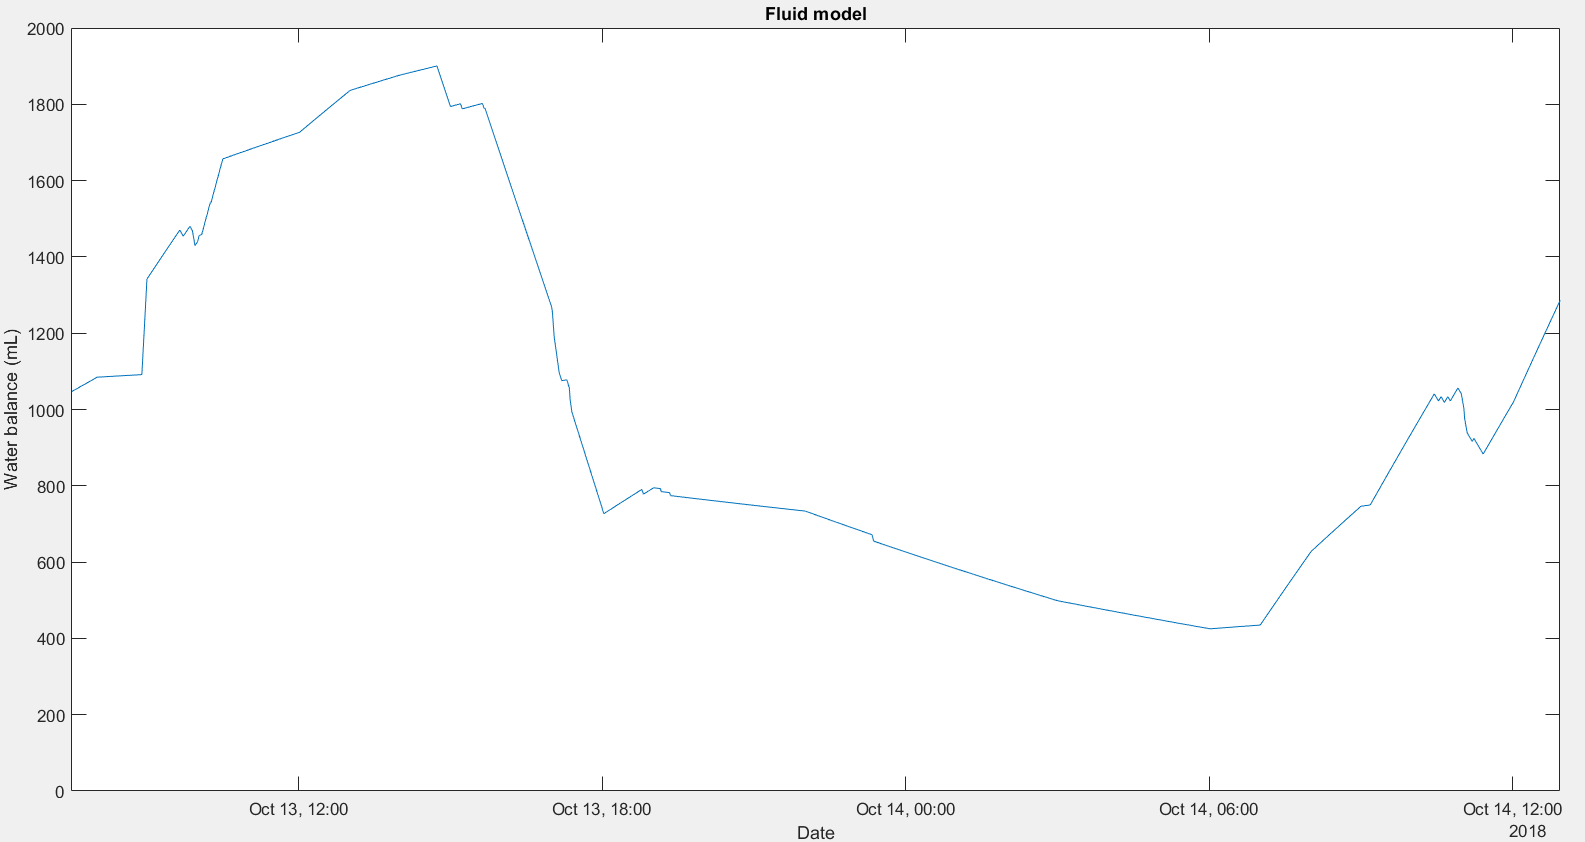 Fluid model
2000
1800
1600
1400
1200
1000
800
600
400
200
0
Water balance (mL)
Oct 13, 12:00
Oct 13, 18:00
Oct 14, 00:00
Oct 14, 06:00
Oct 14, 12:00
Date
2018